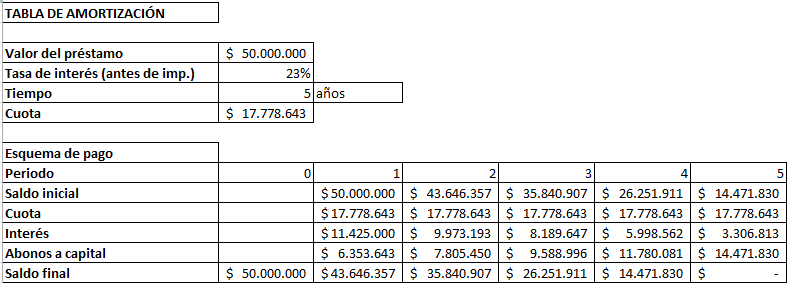 TABLA DE AMORTIZACIÓN
Valor del préstamo $ 50.000.000
Tasa de interés (antes de imp.) 23%
Tiempo 5 años
Cuota $ 17.778.643
Esquema de pago
Periodo 0 1 2 3 4 5
Saldo inicial $ 50.000.000 $ 43.646.357 $ 35.840.907 $ 26.251.911 $ 14.471.830
Cuota $ 17.778.643 $ 17.778.643 $ 17.778.643 $ 17.778.643 $ 17.778.643
Interés $ 11.425.000 $ 9.973.193 $ 8.189.647 $ 5.998.562 $ 3.306.813
Abonos a capital $ 6.353.643 $ 7.805.450 $ 9.588.996 $ 11.780.081 $ 14.471.830
Saldo final $ 50.000.000 $ 43.646.357 $ 35.840.907 $ 26.251.911 $ 14.471.830 $ -